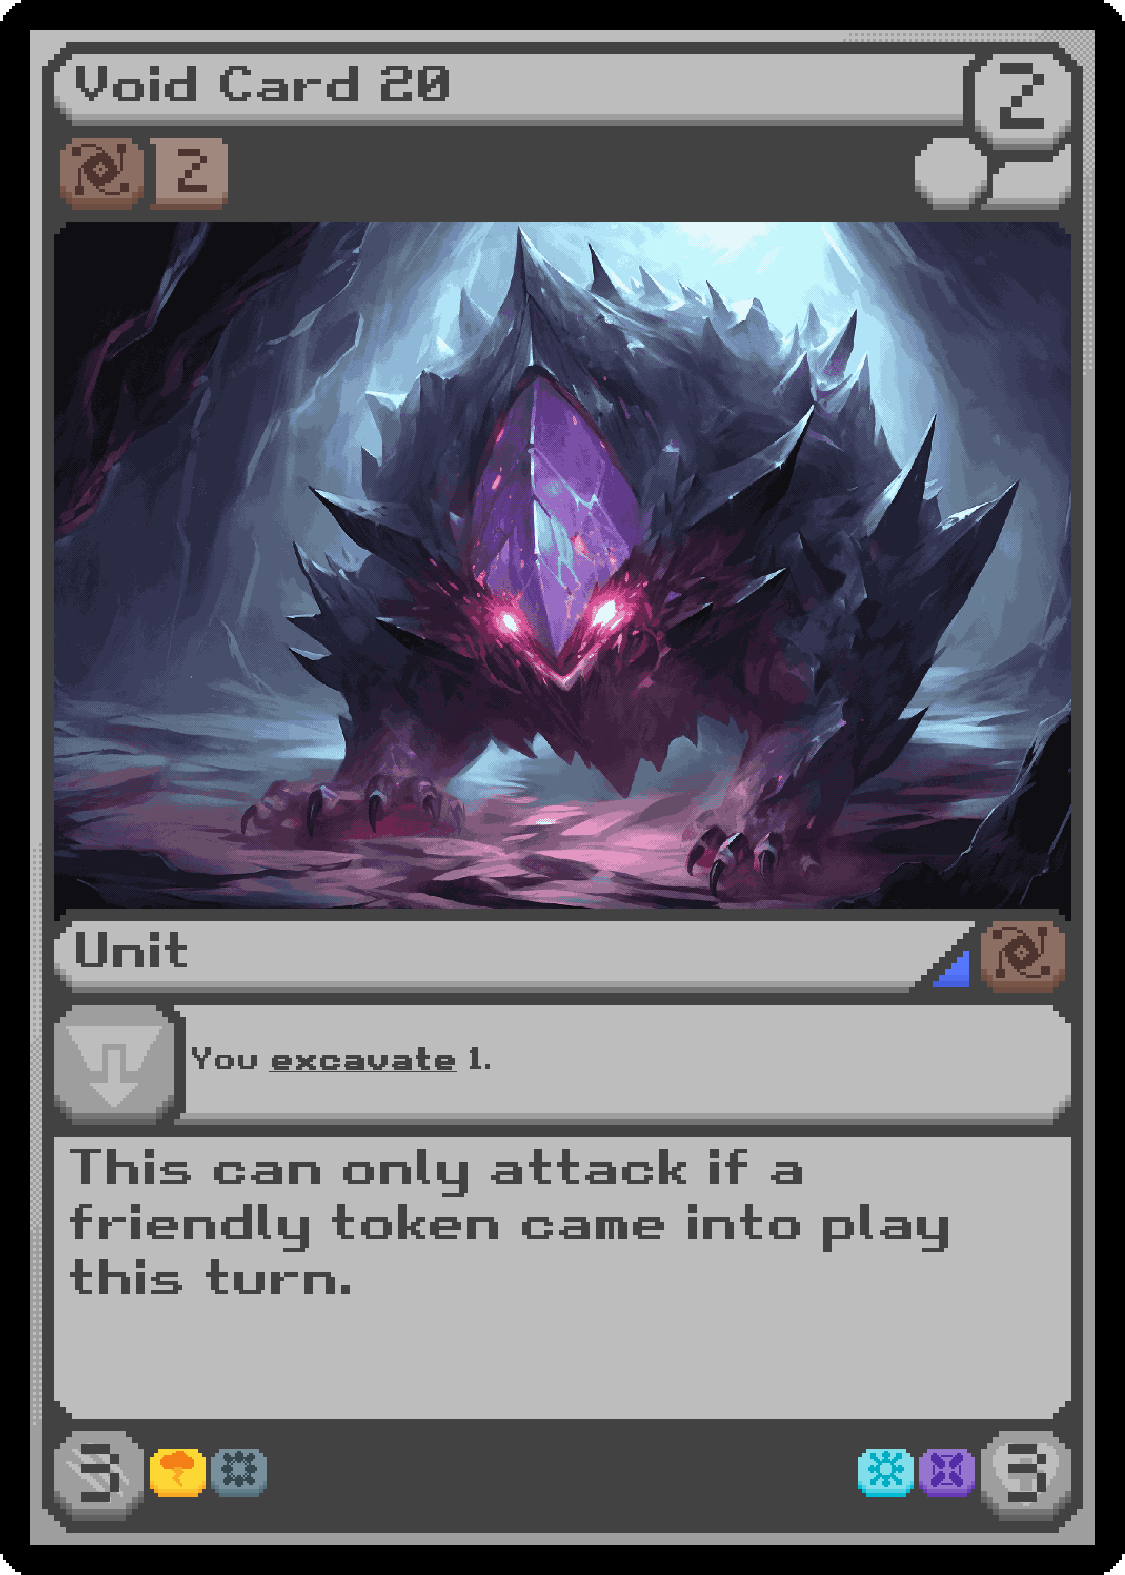 Void Card 20
2
2
Unit
You excavate 1.
This can only attack if a
friendly token came into play
this turn.
3
3